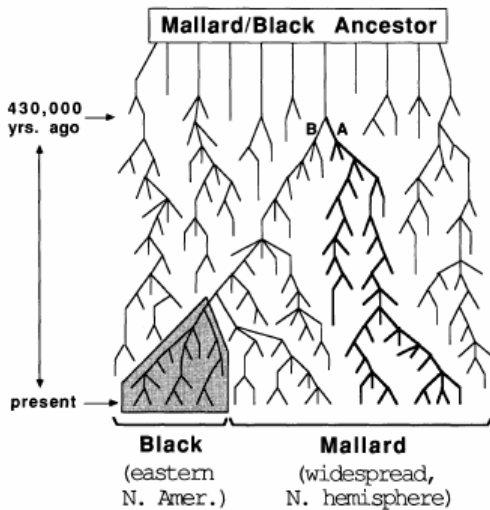 Mallard/Black Ancestor
430,000
yrs. ago
B A
present
Black
(eastern
N. Amer.)
Mallard
(widespread,
N. hemisphere)